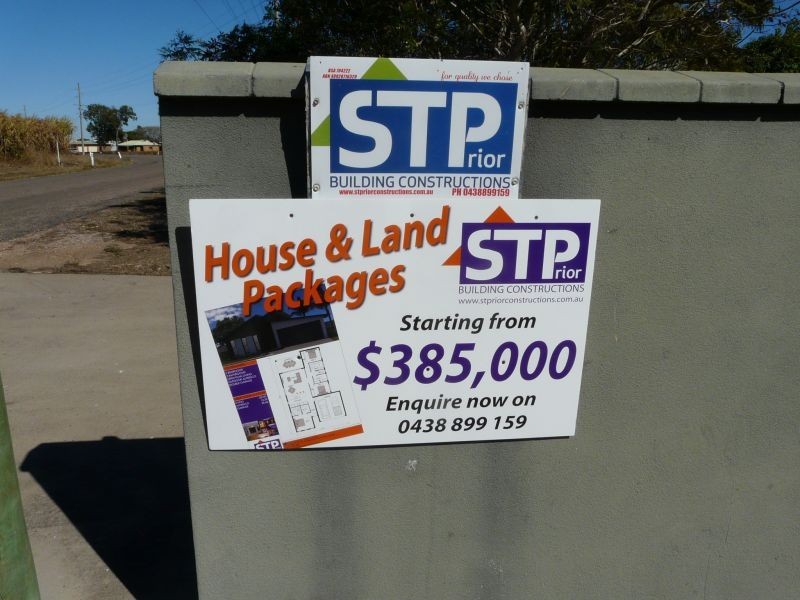 for quality we chose
STPrior
BUILDING CONSTRUCTIONS
www.stpriorconstructions.com.au
PH 0438899159
House & Land
Packages
STPrior
BUILDING CONSTRUCTIONS
www.stpriorconstructions.com.au
Starting from
$385,000
Enquire now on
0438 899 159
STP